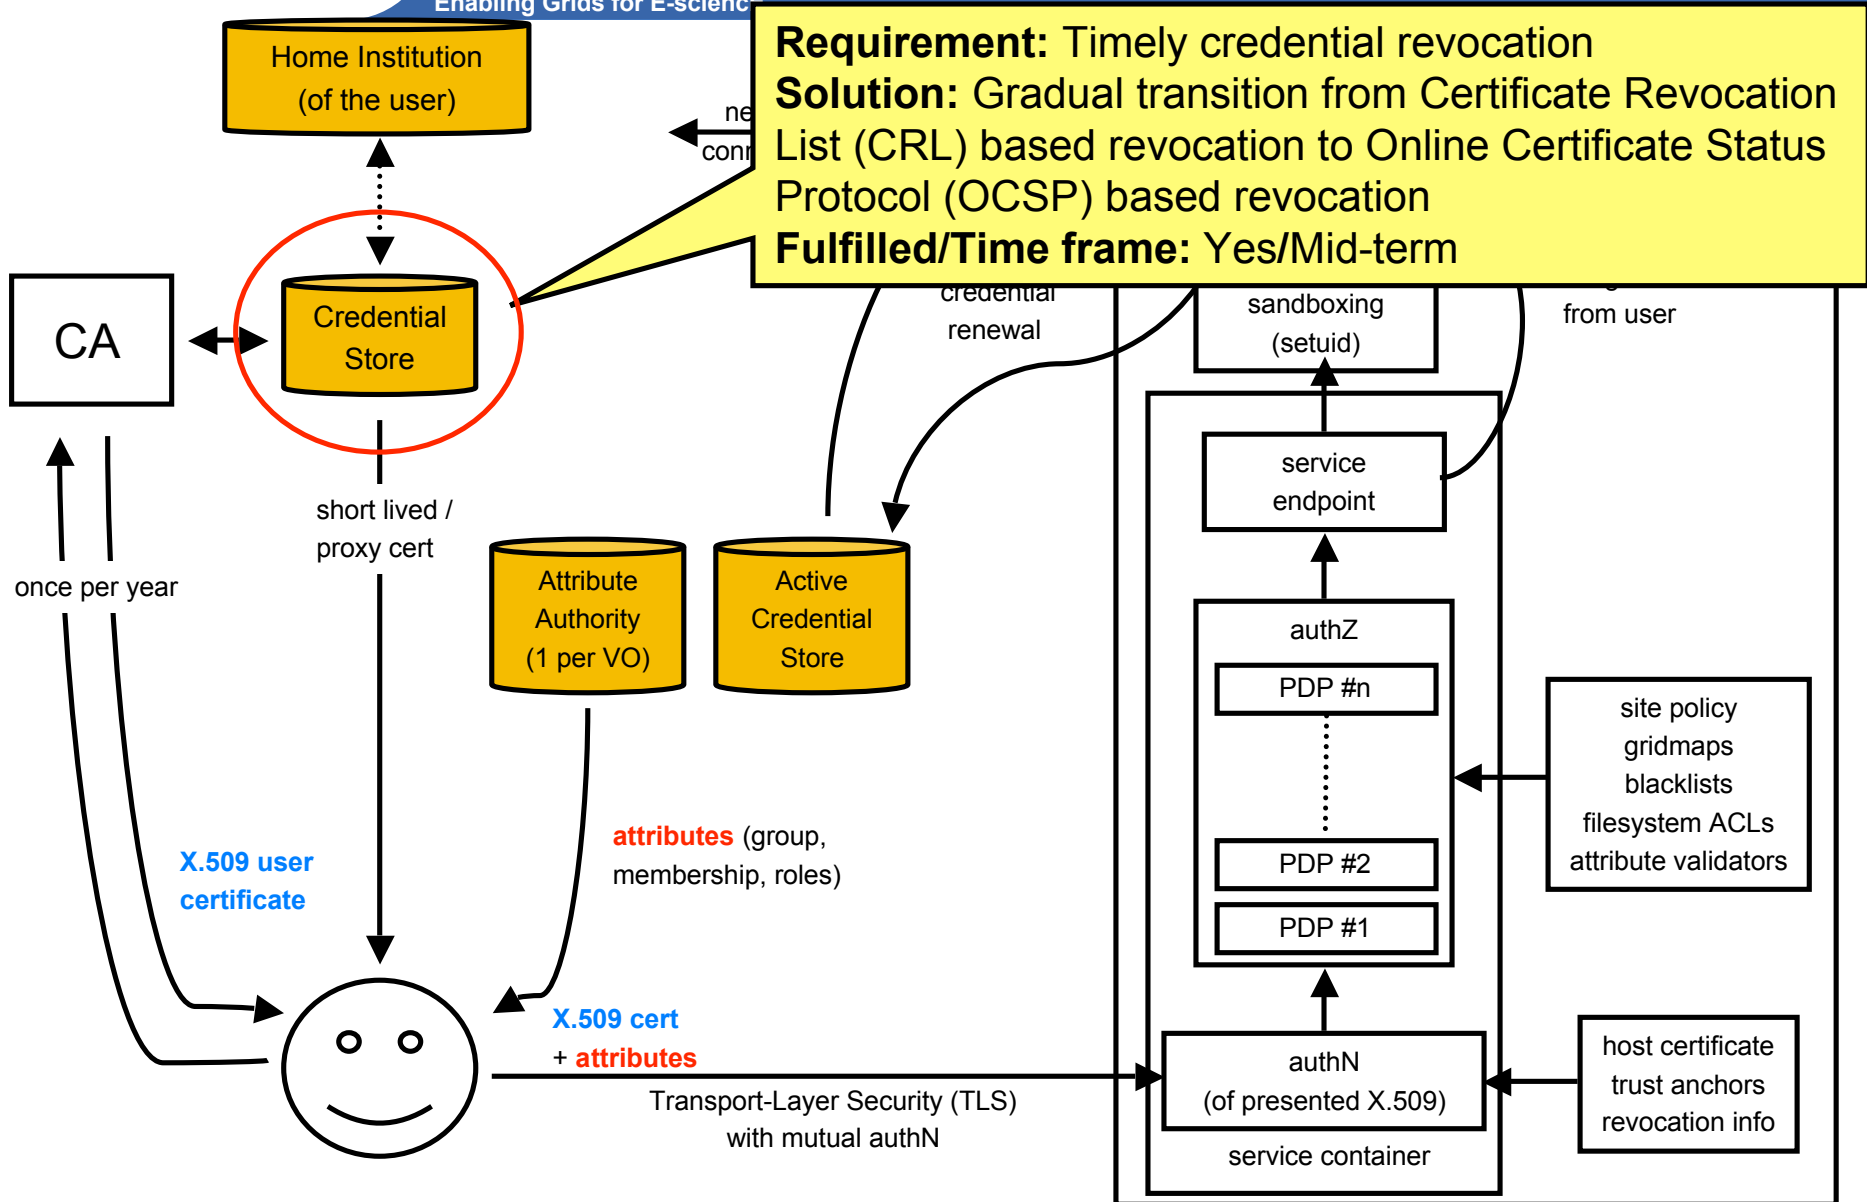 Enabling Grids for E-scienc
Requirement: Timely credential revocation
Solution: Gradual transition from Certificate Revocation
List (CRL) based revocation to Online Certificate Status
Protocol (OCSP) based revocation
Fulfilled/Time frame: Yes/Mid-term
Home Institution
(of the user)
CA
Credential
Store
credential
renewal
sandboxing
(setuid)
from user
service
endpoint
short lived /
proxy cert
once per year
Attribute
Authority
(1 per VO)
Active
Credential
Store
authZ
PDP #n
PDP #2
PDP #1
site policy
gridmaps
blacklists
filesystem ACLs
attribute validators
attributes (group,
membership, roles)
X.509 user
certificate
X.509 cert
+ attributes
Transport-Layer Security (TLS)
with mutual authN
authN
(of presented X.509)
service container
host certificate
trust anchors
revocation info